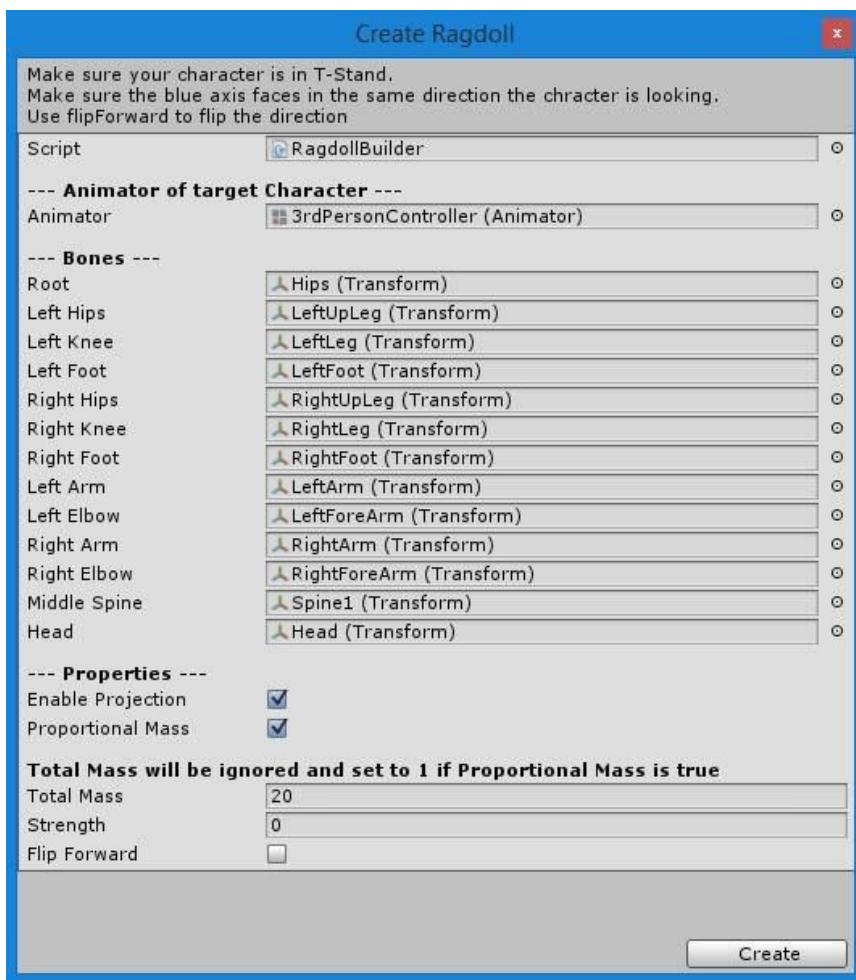 Create Ragdoll
x
Make sure your character is in T-Stand.
Make sure the blue axis faces in the same direction the chracter is looking.
Use flipForward to flip the direction
Script RagdollBuilder
--- Animator of target Character ---
Animator 3rdPersonController (Animator)
--- Bones ---
Root Hips (Transform)
Left Hips LeftUpLeg (Transform)
Left Knee LeftLeg (Transform)
Left Foot LeftFoot (Transform)
Right Hips RightUpLeg (Transform)
Right Knee RightLeg (Transform)
Right Foot RightFoot (Transform)
Left Arm LeftArm (Transform)
Left Elbow LeftForeArm (Transform)
Right Arm RightArm (Transform)
Right Elbow RightForeArm (Transform)
Middle Spine Spine1 (Transform)
Head Head (Transform)
--- Properties ---
Enable Projection
Proportional Mass
Total Mass will be ignored and set to 1 if Proportional Mass is true
Total Mass 20
Strength 0
Flip Forward
Create